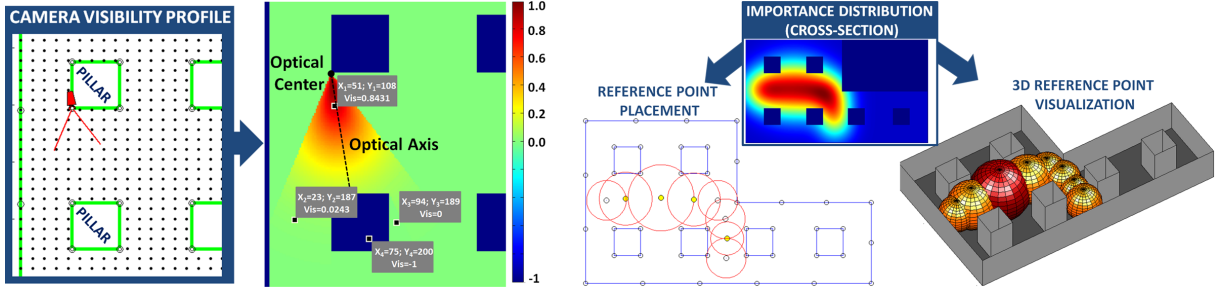 CAMERA VISIBILITY PROFILE
PILLAR
PILLAR
Optical
Center
X1=51; Y1=108
Vis=0.8431
Optical Axis
X2=23; Y2=187
Vis=0.0243
X3=94; Y3=189
Vis=0
X4=75; Y4=200
Vis=-1
1.0
0.8
0.6
0.4
0.2
0.0
-1
IMPORTANCE DISTRIBUTION
(CROSS-SECTION)
REFERENCE POINT
PLACEMENT
3D REFERENCE POINT
VISUALIZATION